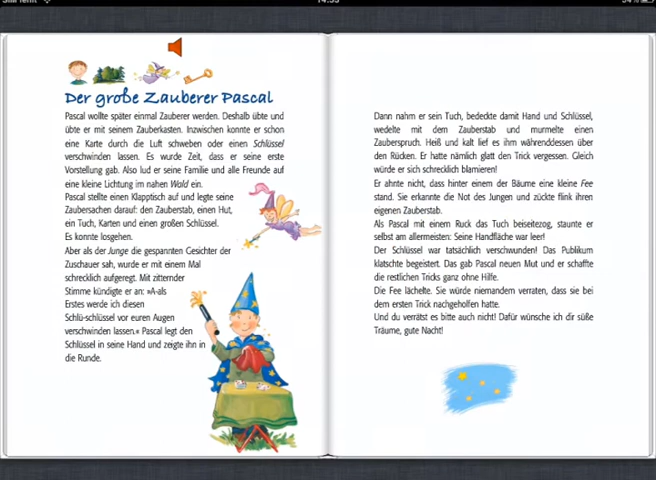 14:33
Der große Zauberer Pascal
Pascal wollte später einmal Zauberer werden. Deshalb übte und
übte er mit seinem Zauberkasten. Inzwischen konnte er schon
eine Karte durch die Luft schweben oder einen Schlüssel
verschwinden lassen. Es wurde Zeit, dass er seine erste
Vorstellung gab. Also lud er seine Familie und alle Freunde auf
eine kleine Lichtung im nahen Wald ein.
Pascal stellte einen Klapptisch auf und legte seine
Zaubersachen darauf: den Zauberstab, einen Hut,
ein Tuch, Karten und einen großen Schlüssel.
Es konnte losgehen.
Aber als der Junge die gespannten Gesichter der
Zuschauer sah, wurde er mit einem Mal
schrecklich aufgeregt. Mit zitternder
Stimme kündigte er an: »A-als
Erstes werde ich diesen
Schlü-schlüssel vor euren Augen
verschwinden lassen.« Pascal legt den
Schlüssel in seine Hand und zeigte ihn in
die Runde.
Dann nahm er sein Tuch, bedeckte damit Hand und Schlüssel,
wedelte mit dem Zauberstab und murmelte einen
Zauberspruch. Heiß und kalt lief es ihm währenddessen über
den Rücken. Er hatte nämlich glatt den Trick vergessen. Gleich
würde er sich schrecklich blamieren!
Er ahnte nicht, dass hinter einem der Bäume eine kleine Fee
stand. Sie erkannte die Not des Jungen und zückte flink ihren
eigenen Zauberstab.
Als Pascal mit einem Ruck das Tuch beiseitezog, staunte er
selbst am allermeisten: Seine Handfläche war leer!
Der Schlüssel war tatsächlich verschwunden! Das Publikum
klatschte begeistert. Das gab Pascal neuen Mut und er schaffte
die restlichen Tricks ganz ohne Hilfe.
Die Fee lächelte. Sie würde niemandem verraten, dass sie bei
dem ersten Trick nachgeholfen hatte.
Und du verrätst es bitte auch nicht! Dafür wünsche ich dir süße
Träume, gute Nacht!